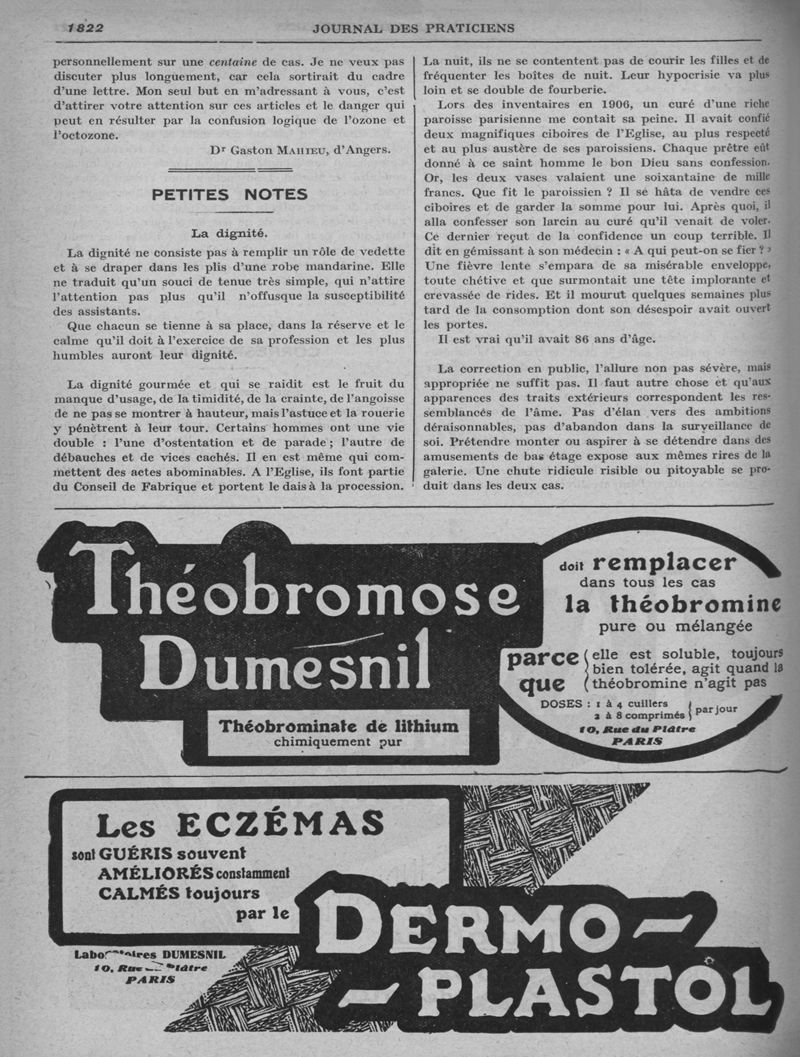 1822
JOURNAL DES PRATICIENS
personnellement sur une centaine de cas. Je ne veux pas
discuter plus longuement, car cela sortirait du cadre
d'une lettre. Mon seul but en m'adressant à vous, c'est
d'attirer votre attention sur ces articles et le danger qui
peut en résulter par la confusion logique de l'ozone et
l'octozone.
Dr Gaston MAHIEU, d'Angers.
PETITES NOTES
La dignité.
La dignité ne consiste pas à remplir un rôle de vedette
et à se draper dans les plis d'une robe mandarine. Elle
ne traduit qu'un souci de tenue très simple, qui n'attire
l'attention pas plus qu'il n'offusque la susceptibilité
des assistants.
Que chacun se tienne à sa place, dans la réserve et le
calme qu'il doit à l'exercice de sa profession et les plus
humbles auront leur dignité.
La dignité gourmée et qui se raidit est le fruit du
manque d'usage, de la timidité, de la crainte, de l'angoisse
de ne pas se montrer à hauteur, mais l'astuce et la rouerie
y pénètrent à leur tour. Certains hommes ont une vie
double : l'une d'ostentation et de parade ; l'autre de
débauches et de vices cachés. Il en est même qui com-
mettent des actes abominables. A l'Eglise, ils font partie
du Conseil de Fabrique et portent le dais à la procession.
La nuit, ils ne se contentent pas de courir les filles et de
fréquenter les boîtes de nuit. Leur hypocrisie va plus
loin et se double de fourberie.
Lors des inventaires en 1906, un curé d'une riche
paroisse parisienne me contait sa peine. Il avait confié
deux magnifiques ciboires de l'Eglise, au plus respecté
et au plus austère de ses paroissiens. Chaque prêtre eût
donné à ce saint homme le bon Dieu sans confession.
Or, les deux vases valaient une soixantaine de mille
francs. Que fit le paroissien ? Il se hâta de vendre ces
ciboires et de garder la somme pour lui. Après quoi, il
alla confesser son larcin au curé qu'il venait de voler.
Ce dernier reçut de la confidence un coup terrible. Il
dit en gémissant à son médecin : « A qui peut-on se fier ? »
Une fièvre lente s'empara de sa misérable enveloppe,
toute chétive et que surmontait une tête implorante et
crevassée de rides. Et il mourut quelques semaines plus
tard de la consomption dont son désespoir avait ouvert
les portes.
Il est vrai qu'il avait 86 ans d'âge.
La correction en public, l'allure non pas sévère, mais
appropriée ne suffit pas. Il faut autre chose et qu'aux
apparences des traits extérieurs correspondent les res-
semblancés de l'âme. Pas d'élan vers des ambitions
déraisonnables, pas d'abandon dans la surveillance de
soi. Prétendre monter ou aspirer à se détendre dans des
amusements de bas étage expose aux mêmes rires de la
galerie. Une chute ridicule risible ou pitoyable se pro-
duit dans les deux cas.
Théobromose
Dumesnil
Théobrominate de lithium
chimiquement pur
doit remplacer
dans tous les cas
la théobromine
pure ou mélangée
parce que
elle est soluble, toujours
bien tolérée, agit quand la
théobromine n'agit pas
DOSES : 1 à 4 cuillers
2 à 8 comprimés
par jour
10, Rue du Plâtre
PARIS
Les ECZÉMAS
sont GUÉRIS souvent
AMÉLIORÉS constamment
CALMÉS toujours
par le
DERMO-
-PLASTOL
Laboratoires DUMESNIL
10, Rue Plâtre
PARIS